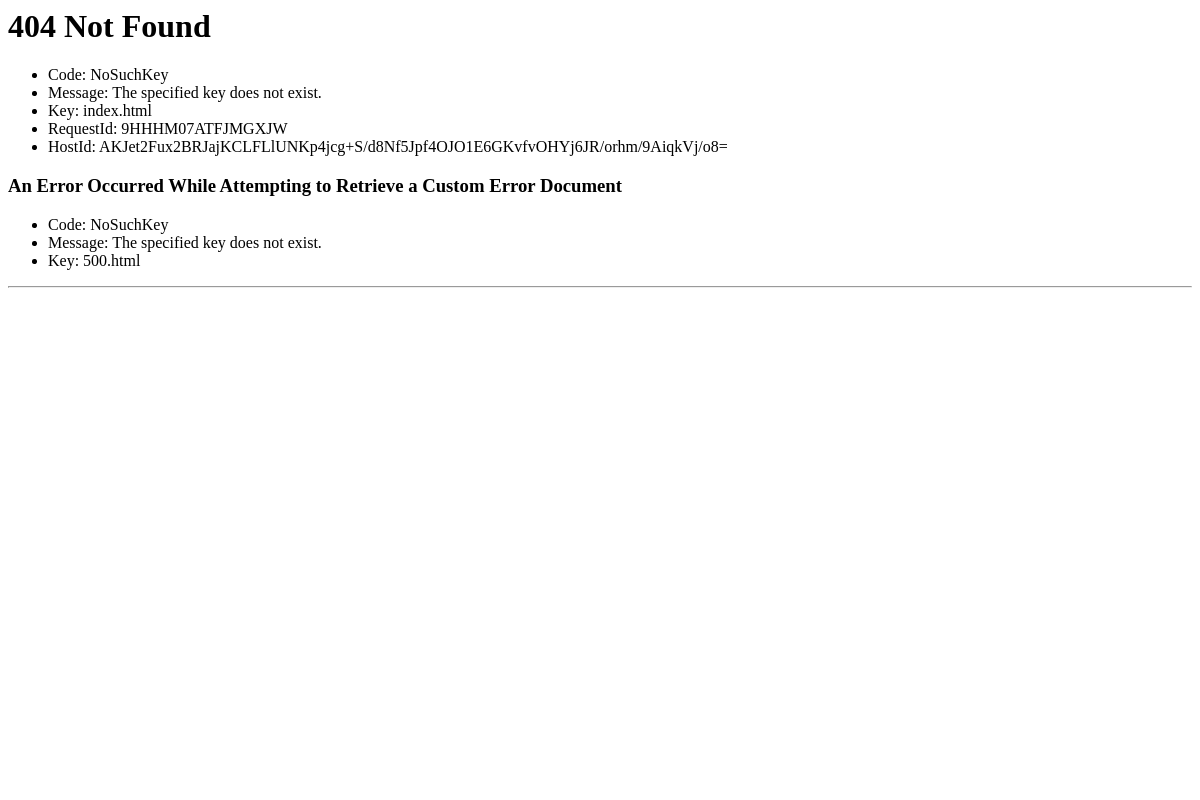 404 Not Found
Code: NoSuchKey
Message: The specified key does not exist.
Key: index.html
RequestId: 9HHHM07ATFJMGXJW
HostId: AKJet2Fux2BRJajKCLFLlUNKp4jcg+S/d8Nf5Jpf4OJO1E6GKvfvOHYj6JR/orhm/9AiqkVj/o8=
An Error Occurred While Attempting to Retrieve a Custom Error Document
Code: NoSuchKey
Message: The specified key does not exist.
Key: 500.html